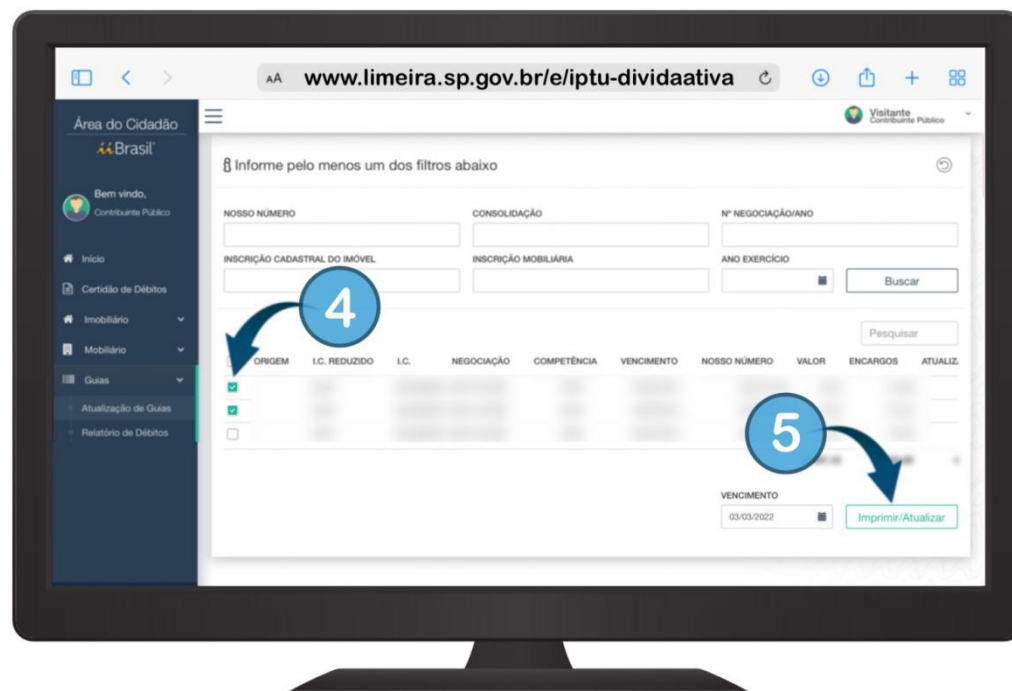 AA www.limeira.sp.gov.br/e/iptu-dividaativa
Área do Cidadão
Brasil
Bem vindo,
Contribuinte Público
Início
Certidão de Débitos
Imobiliário
Mobiliário
Guias
Atualização de Guias
Relatório de Débitos
Visitante
Contribuinte Público
Informe pelo menos um dos filtros abaixo
NOSSO NÚMERO CONSOLIDAÇÃO Nº NEGOCIAÇÃO/ANO
INSCRIÇÃO CADASTRAL DO IMÓVEL INSCRIÇÃO MOBILIÁRIA ANO EXERCÍCIO
Buscar
4
Pesquisar
ORIGEM I.C. REDUZIDO I.C. NEGOCIAÇÃO COMPETÊNCIA VENCIMENTO NOSSO NÚMERO VALOR ENCARGOS ATUALIZ
5
VENCIMENTO
03/03/2022 Imprimir/Atualizar